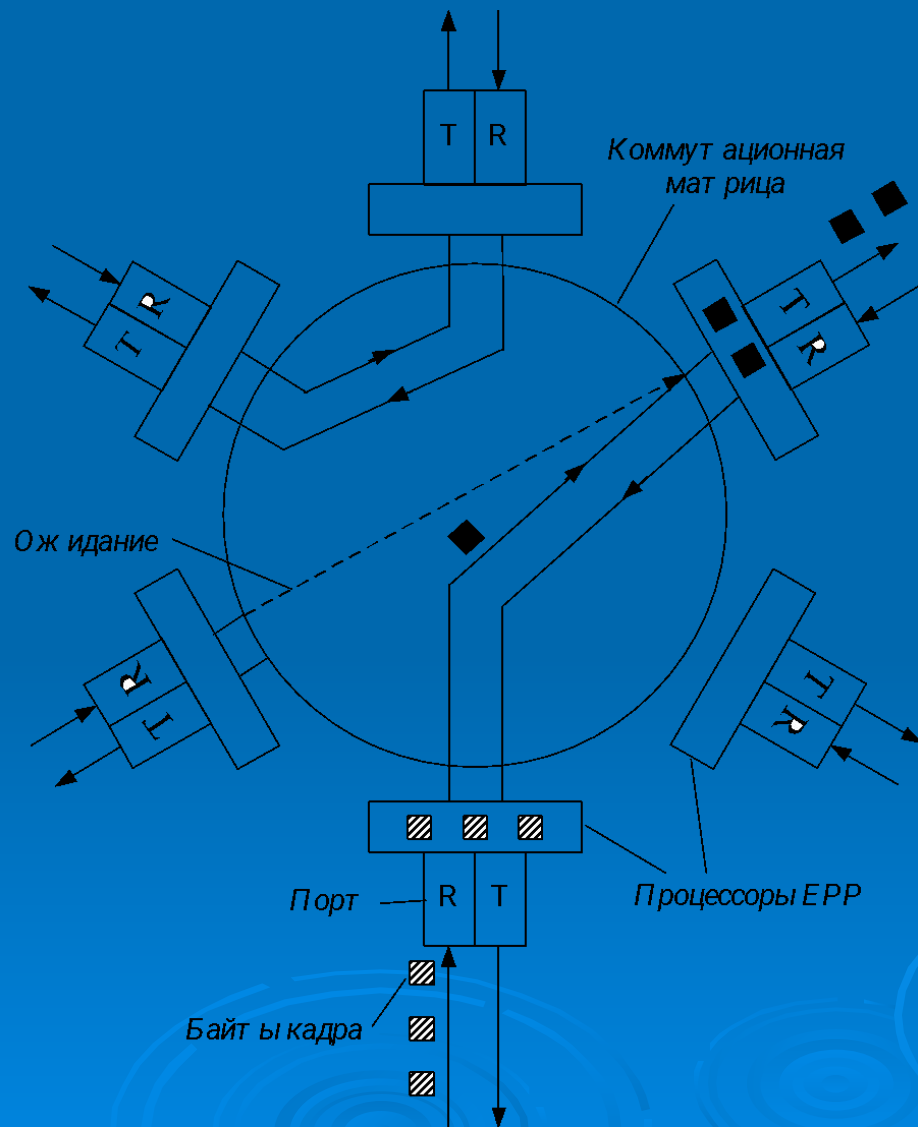 T R
Коммутационная
матрица
R
T
T
R
Ожидание
R
T
T
R
Порт
R T
Процессоры EPP
Байты кадра